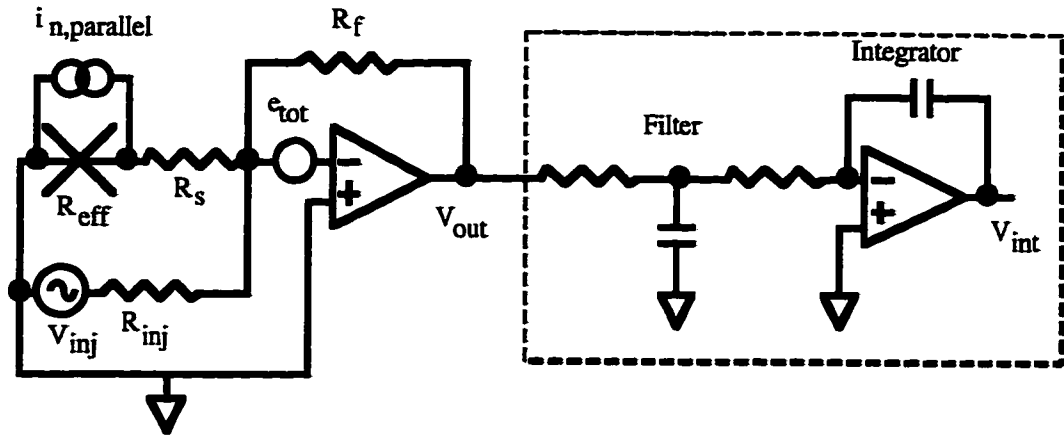 i n,parallel
R f
Integrator
e tot
Filter
−
+
R s
R eff
V out
−
+
V int
V inj
R inj